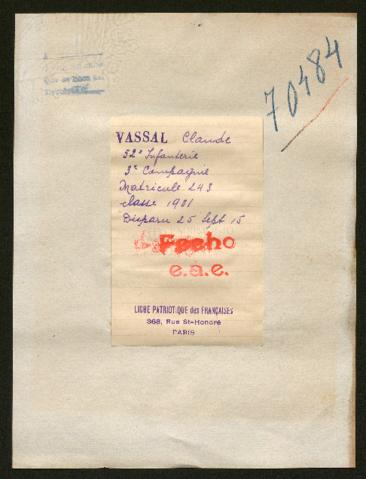 70484
VASSAL Claude
52e Infanterie
3e Compagnie
Matricule 243
classe 1901
Disparu 25 Sept 15
e.a.e.
LIGUE PATRIOTIQUE des FRANÇAISES
368, Rue St-Honoré
PARIS